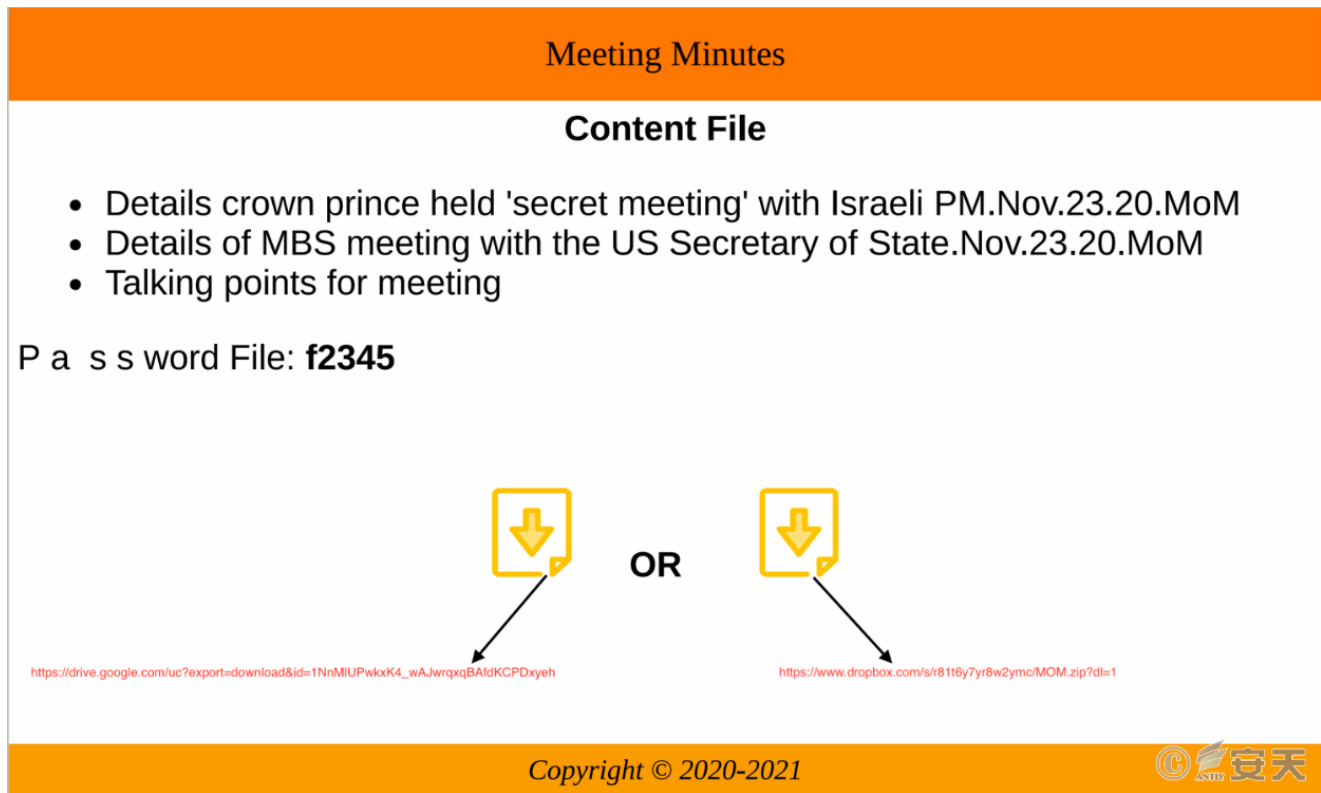 Meeting Minutes
Content File
• Details crown prince held 'secret meeting' with Israeli PM.Nov.23.20.MoM
• Details of MBS meeting with the US Secretary of State.Nov.23.20.MoM
• Talking points for meeting
P a  s s word File: f2345
OR
https://drive.google.com/uc?export=download&id=1NnMlUPwkxK4_wAJwrqxqBAfdKCPDxyeh
https://www.dropbox.com/s/r81t6y7yr8w2ymc/MOM.zip?dl=1
Copyright © 2020-2021
© ANTIY 安天